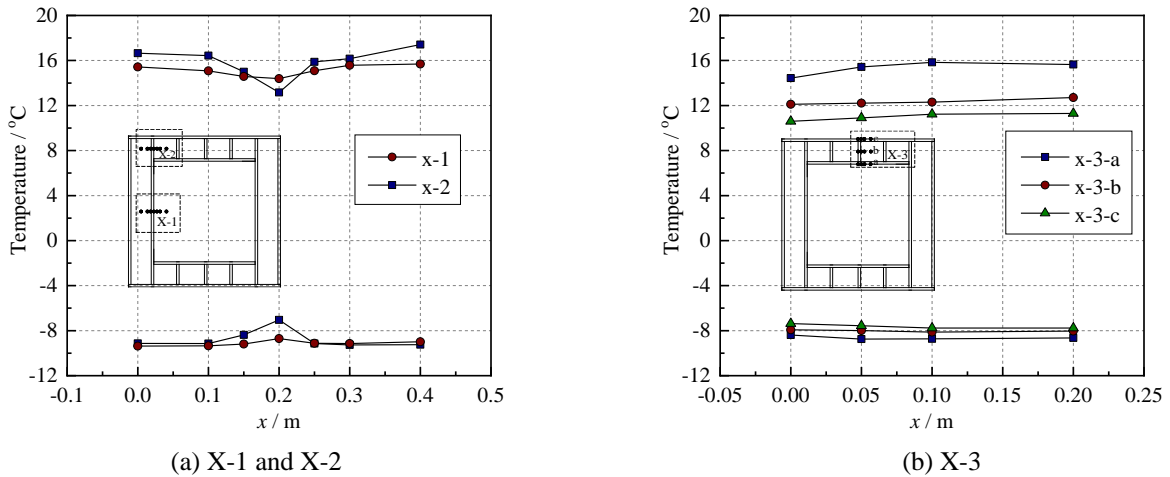 20
16
12
8
4
0
-4
-8
-12
Temperature / °C
X-2
X-1
x-1
x-2
-0.1 0.0 0.1 0.2 0.3 0.4 0.5
x / m
(a) X-1 and X-2
20
16
12
8
4
0
-4
-8
-12
Temperature / °C
c
b
a
X-3
x-3-a
x-3-b
x-3-c
-0.05 0.00 0.05 0.10 0.15 0.20 0.25
x / m
(b) X-3